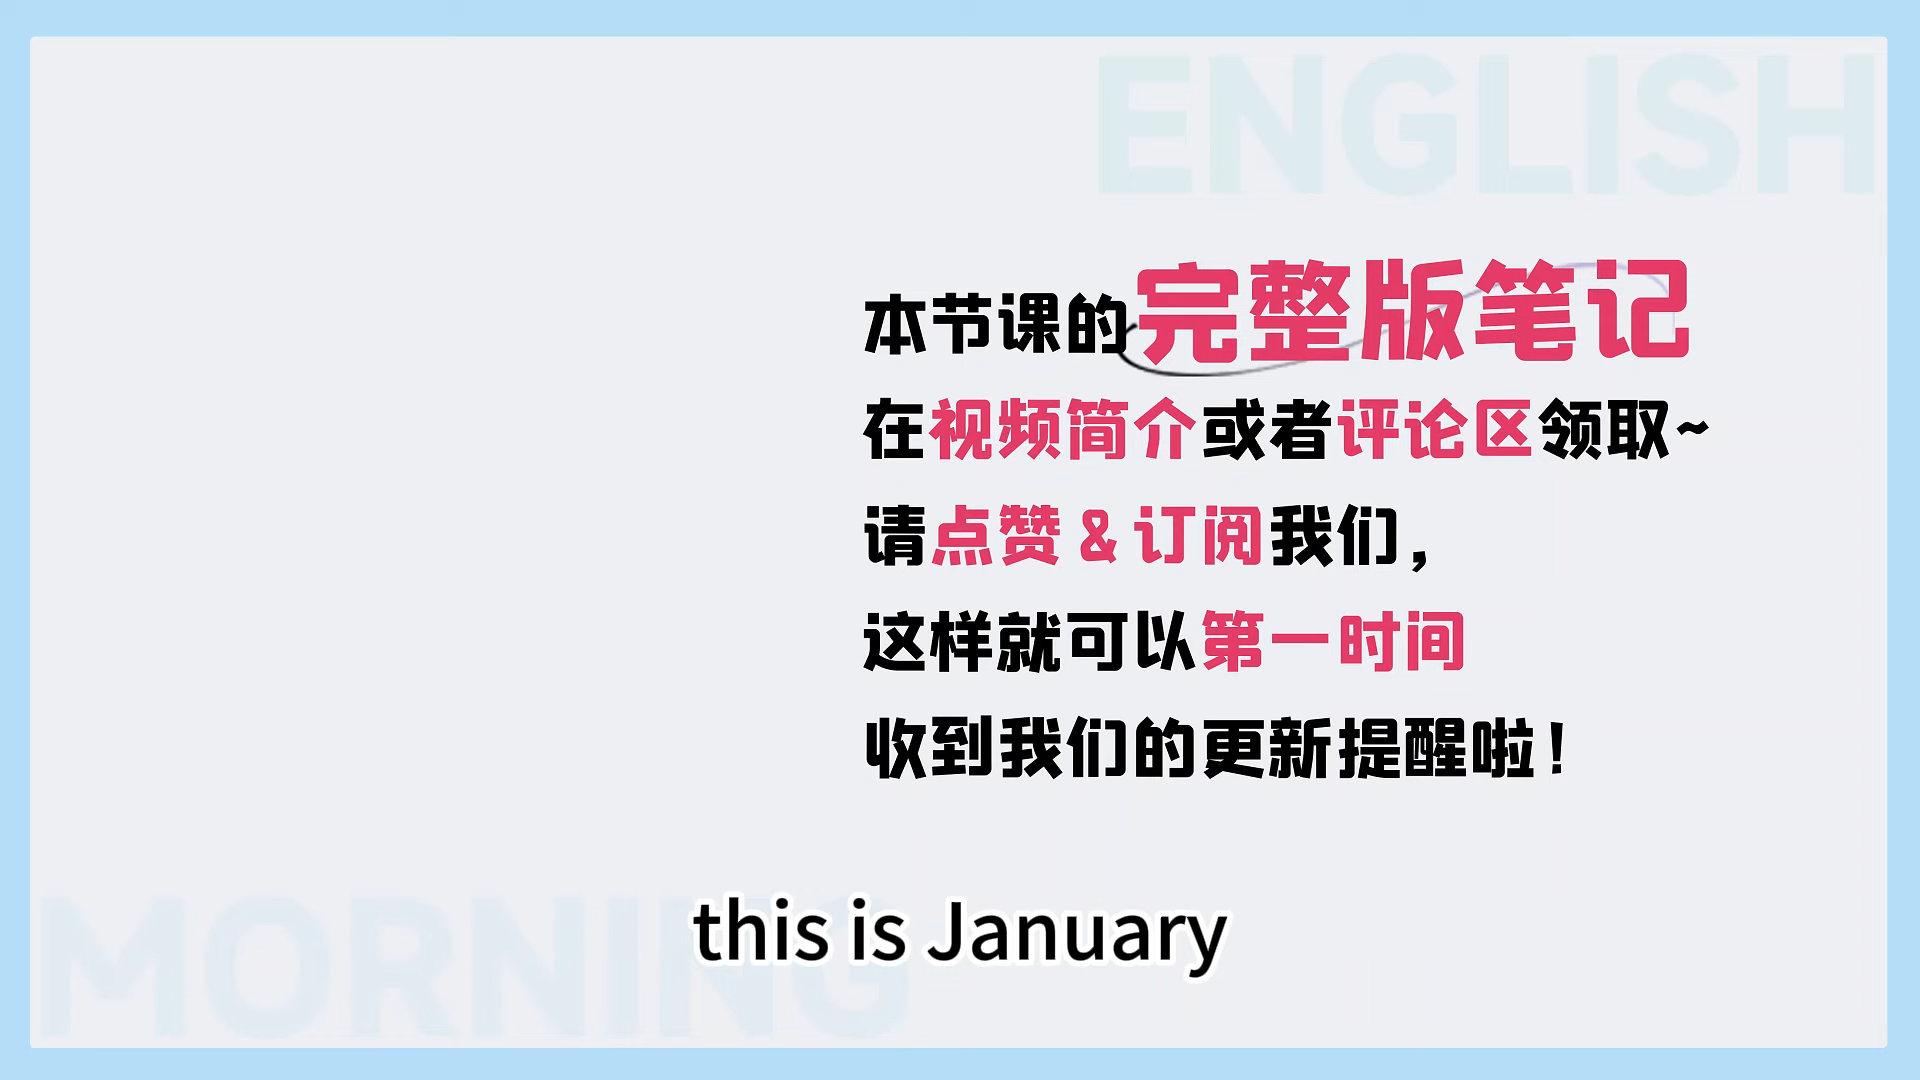 ENGLISH
本节课的完整版笔记
在视频简介或者评论区领取~
请点赞&订阅我们，
这样就可以第一时间
收到我们的更新提醒啦！
this is January
MORNING